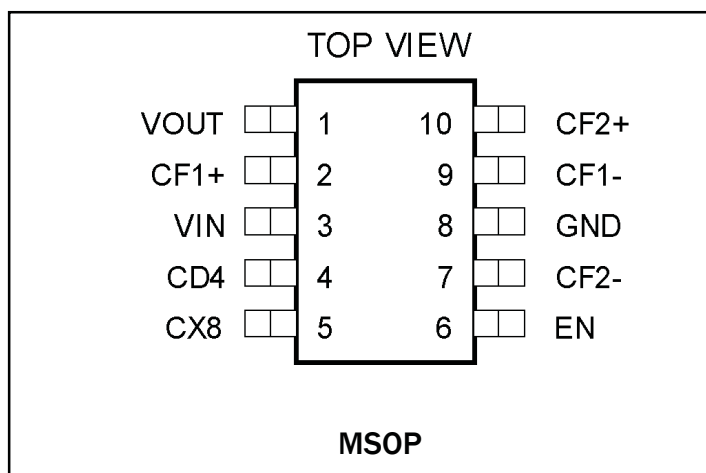 TOP VIEW
VOUT 1 10 CF2+
CF1+ 2 9 CF1-
VIN 3 8 GND
CD4 4 7 CF2-
CX8 5 6 EN
MSOP